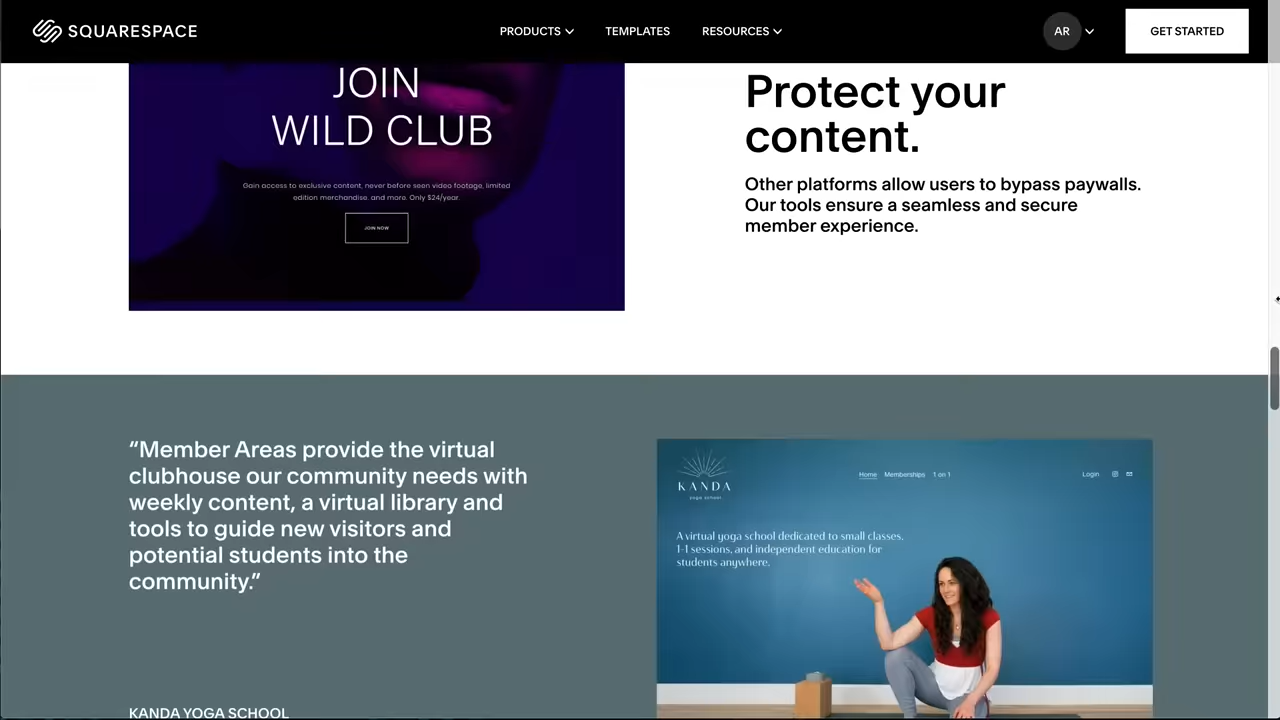 SQUARESPACE
PRODUCTS
TEMPLATES
RESOURCES
AR
GET STARTED
JOIN
WILD CLUB
Gain access to exclusive content, never before seen video footage, limited
edition merchandise. and more. Only $24/year.
JOIN NOW
Protect your
content.
Other platforms allow users to bypass paywalls.
Our tools ensure a seamless and secure
member experience.
“Member Areas provide the virtual
clubhouse our community needs with
weekly content, a virtual library and
tools to guide new visitors and
potential students into the
community.”
KANDA YOGA SCHOOL
KANDA
yoga school
Home
Memberships
1 on 1
Login
A virtual yoga school dedicated to small classes.
1-1 sessions, and independent education for
students anywhere.